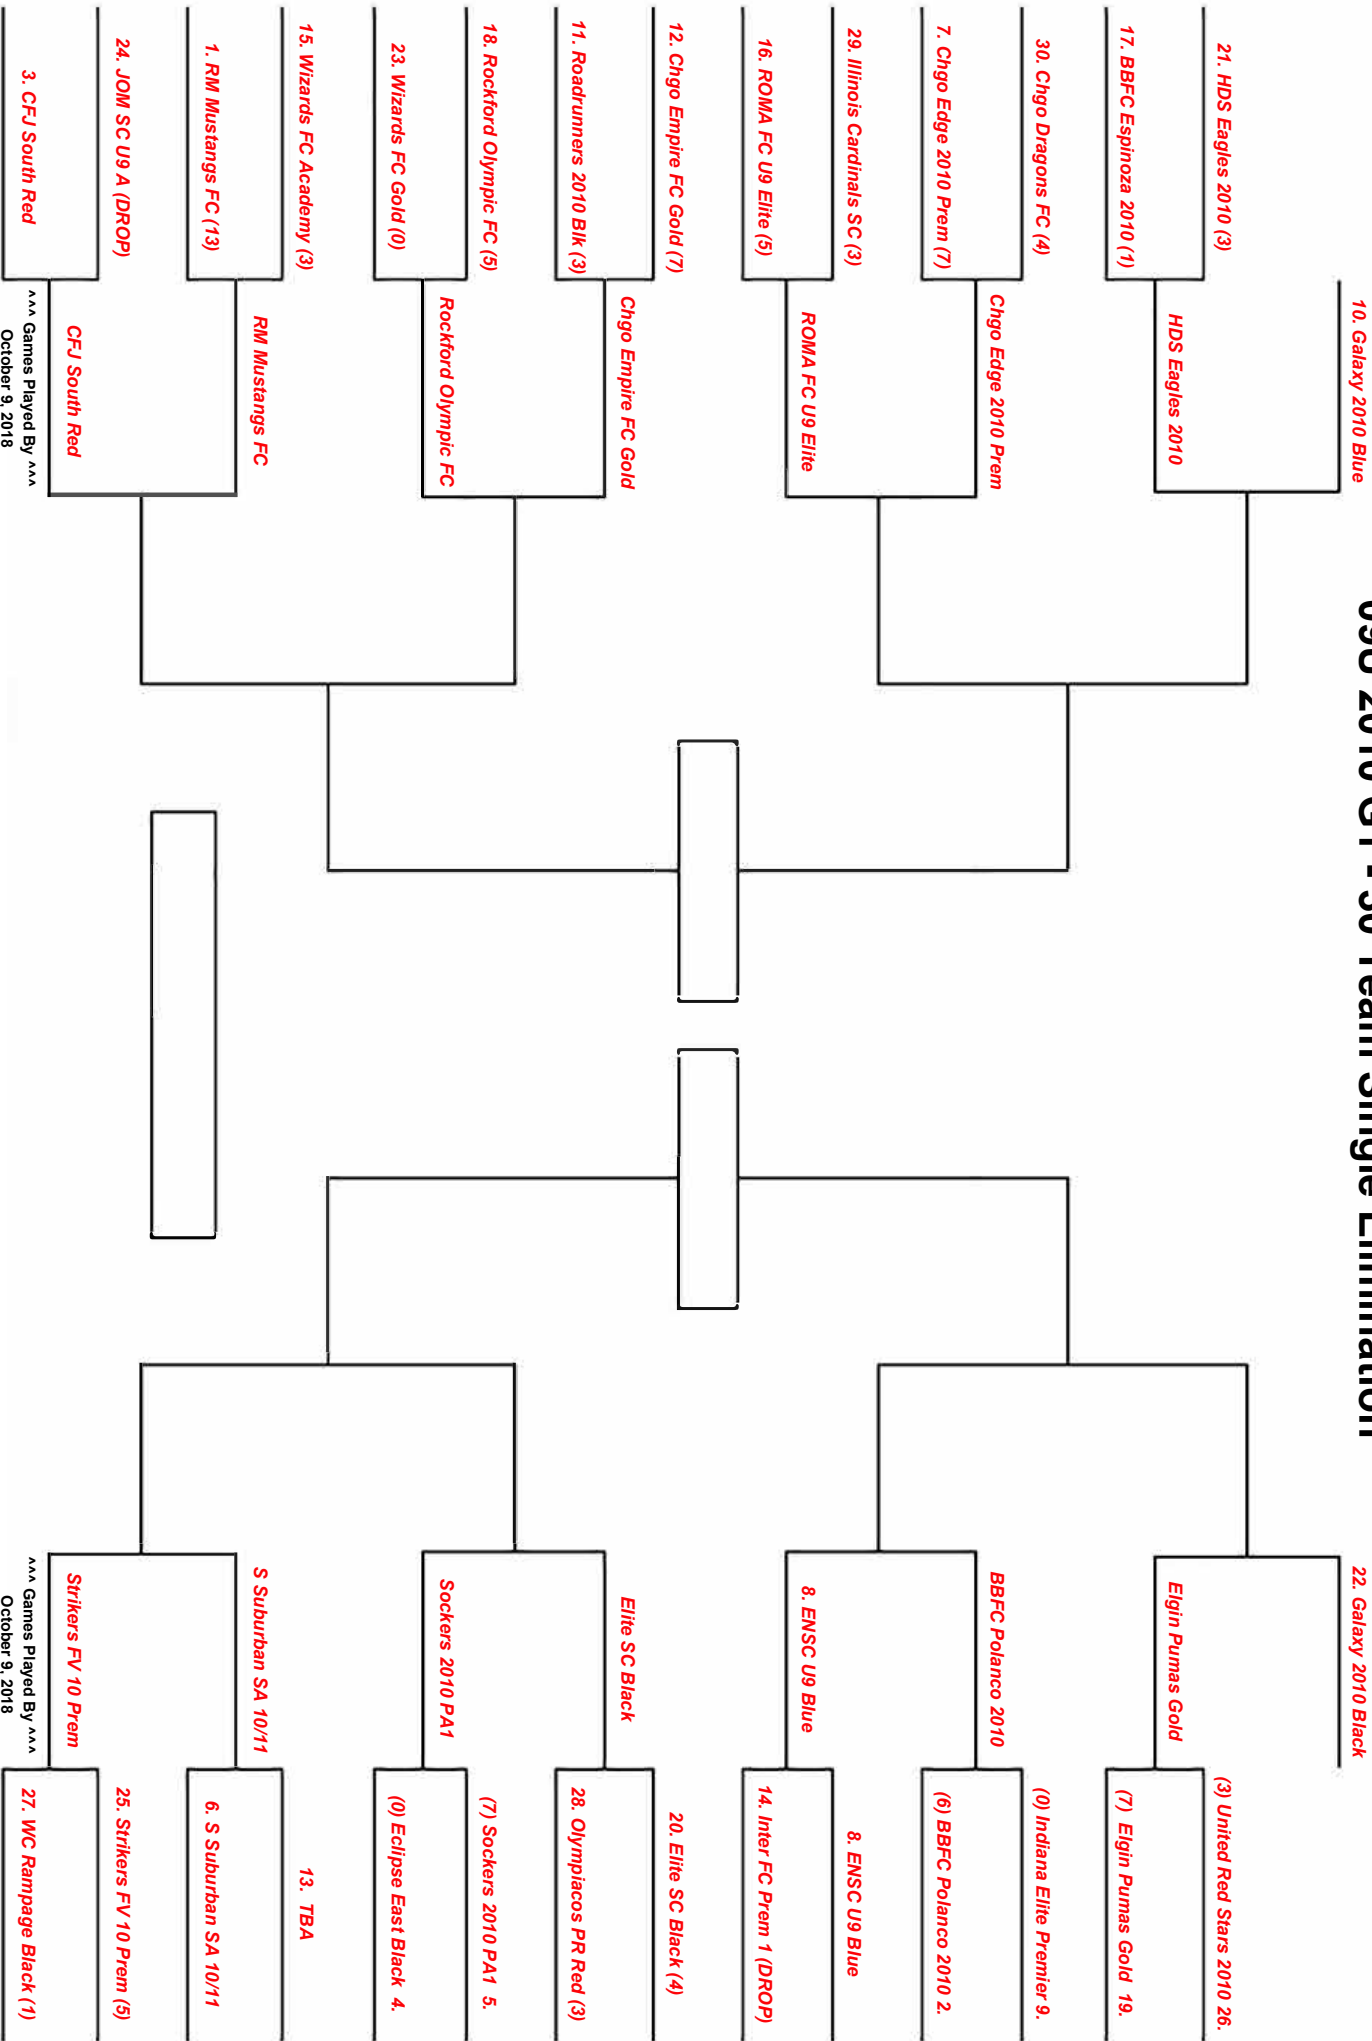 2010 G1 - 30 Team Single Elimination
10. Galaxy 2010 Blue
21. HDS Eagles 2010 (3)
HDS Eagles 2010
17. BBFC Espinoza 2010 (1)
30. Chgo Dragons FC (4)
Chgo Edge 2010 Prem
7. Chgo Edge 2010 Prem (7)
29. Illinois Cardinals SC (3)
ROMA FC U9 Elite
16. ROMA FC U9 Elite (5)
12. Chgo Empire FC Gold (7)
Chgo Empire FC Gold
11. Roadrunners 2010 Blk (3)
18. Rockford Olympic FC (5)
Rockford Olympic FC
23. Wizards FC Gold (0)
15. Wizards FC Academy (3)
RM Mustangs FC
1. RM Mustangs FC (13)
24. JOM SC U9 A (DROP)
CFJ South Red
3. CFJ South Red
^^^ Games Played By ^^^
October 9, 2018
22. Galaxy 2010 Black
(3) United Red Stars 2010 26.
Elgin Pumas Gold
(7) Elgin Pumas Gold 19.
(0) Indiana Elite Premier 9.
BBFC Polanco 2010
(6) BBFC Polanco 2010 2.
8. ENSC U9 Blue
8. ENSC U9 Blue
14. Inter FC Prem 1 (DROP)
20. Elite SC Black (4)
Elite SC Black
28. Olympiacos PR Red (3)
(7) Sockers 2010 PA1 5.
Sockers 2010 PA1
(0) Eclipse East Black 4.
13. TBA
S Suburban SA 10/11
6. S Suburban SA 10/11
25. Strikers FV 10 Prem (5)
Strikers FV 10 Prem
27. WC Rampage Black (1)
^^^ Games Played By ^^^
October 9, 2018